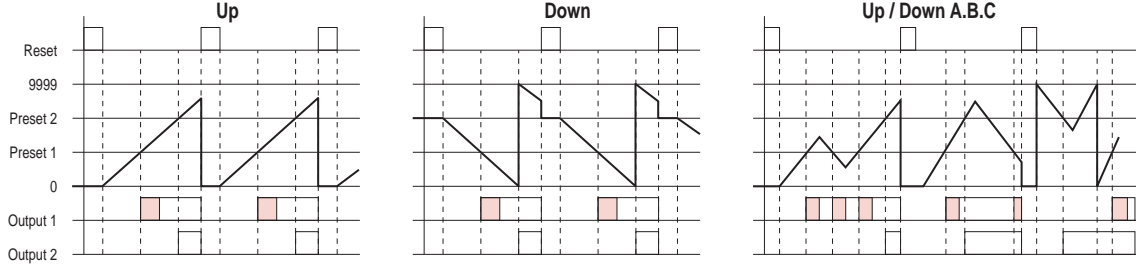 Up
Down
Up / Down A.B.C
Reset
9999
Preset 2
Preset 1
0
Output 1
Output 2